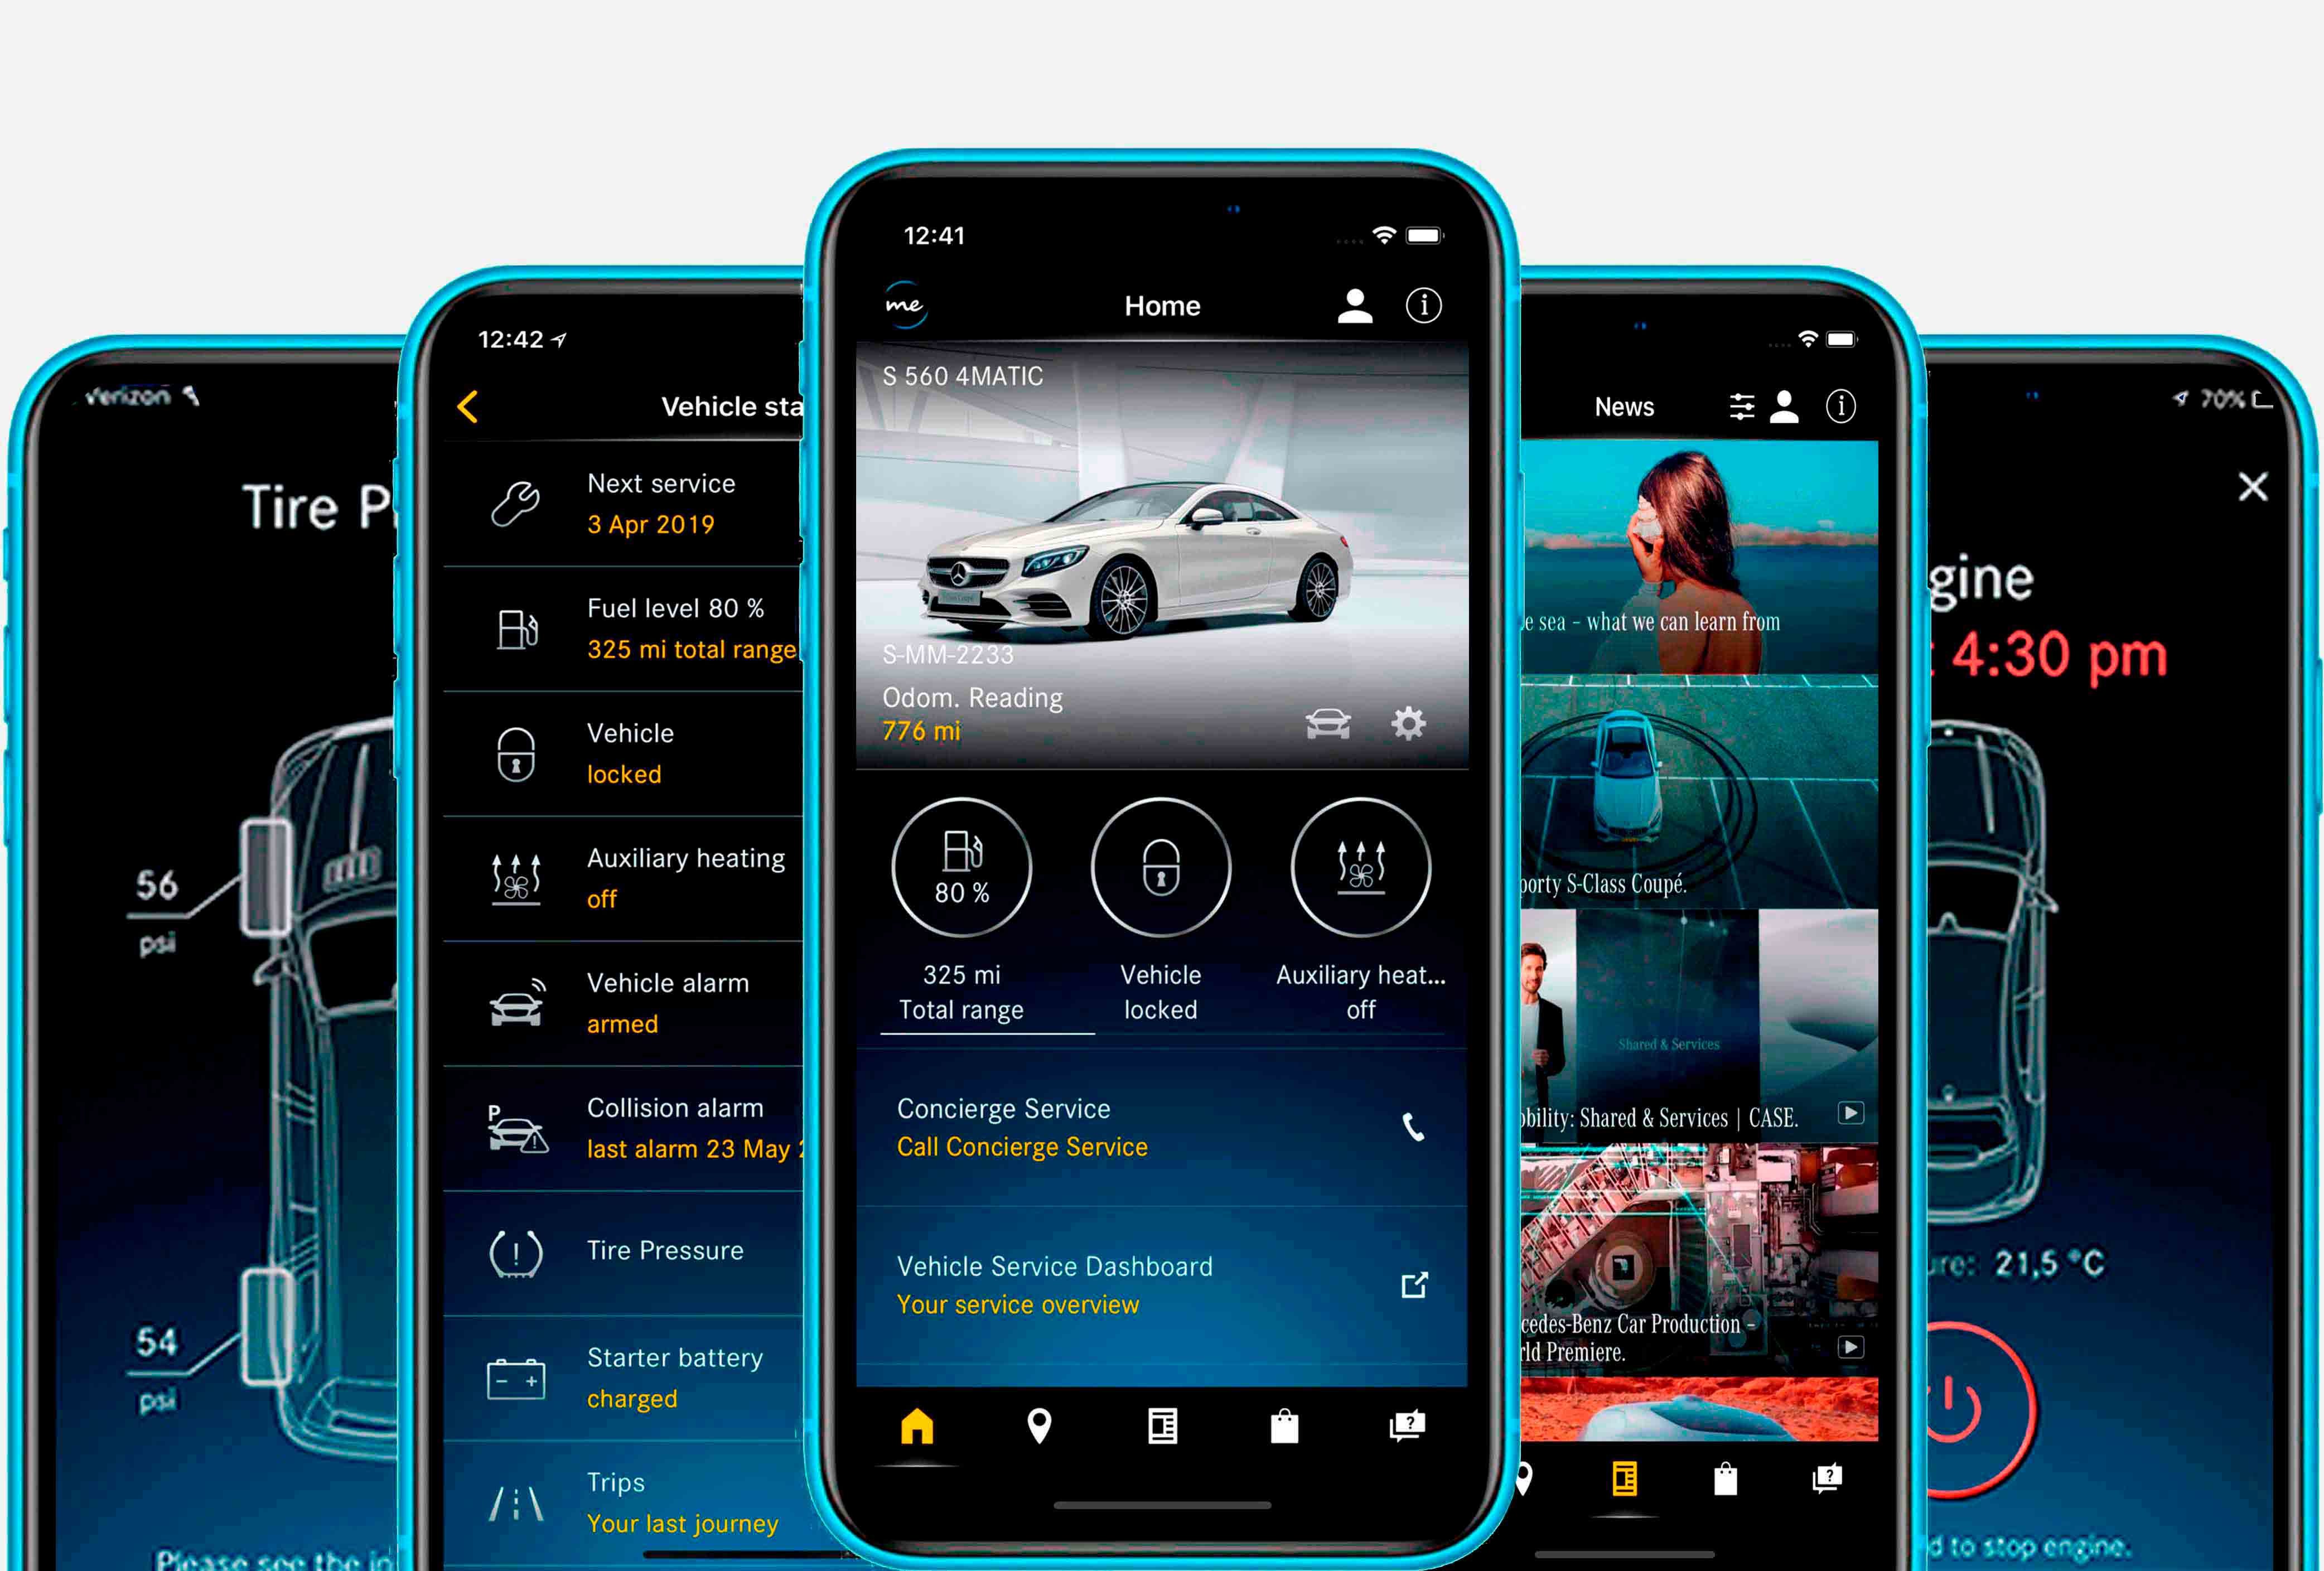 verizon
Tire P
56
psi
54
psi
Please see the in
12:42
Vehicle sta
Next service
3 Apr 2019
Fuel level 80 %
325 mi total range
Vehicle
locked
Auxiliary heating
off
Vehicle alarm
armed
Collision alarm
last alarm 23 May
Tire Pressure
Starter battery
charged
Trips
Your last journey
12:41
me
Home
S 560 4MATIC
S-MM-2233
Odom. Reading
776 mi
80 %
325 mi
Total range
Vehicle
locked
Auxiliary heat...
off
Concierge Service
Call Concierge Service
Vehicle Service Dashboard
Your service overview
News
e sea – what we can learn from
porty S-Class Coupé.
Shared & Services
obility: Shared & Services | CASE.
cedes-Benz Car Production –
rld Premiere.
70%
gine
4:30 pm
ure: 21,5 °C
d to stop engine.